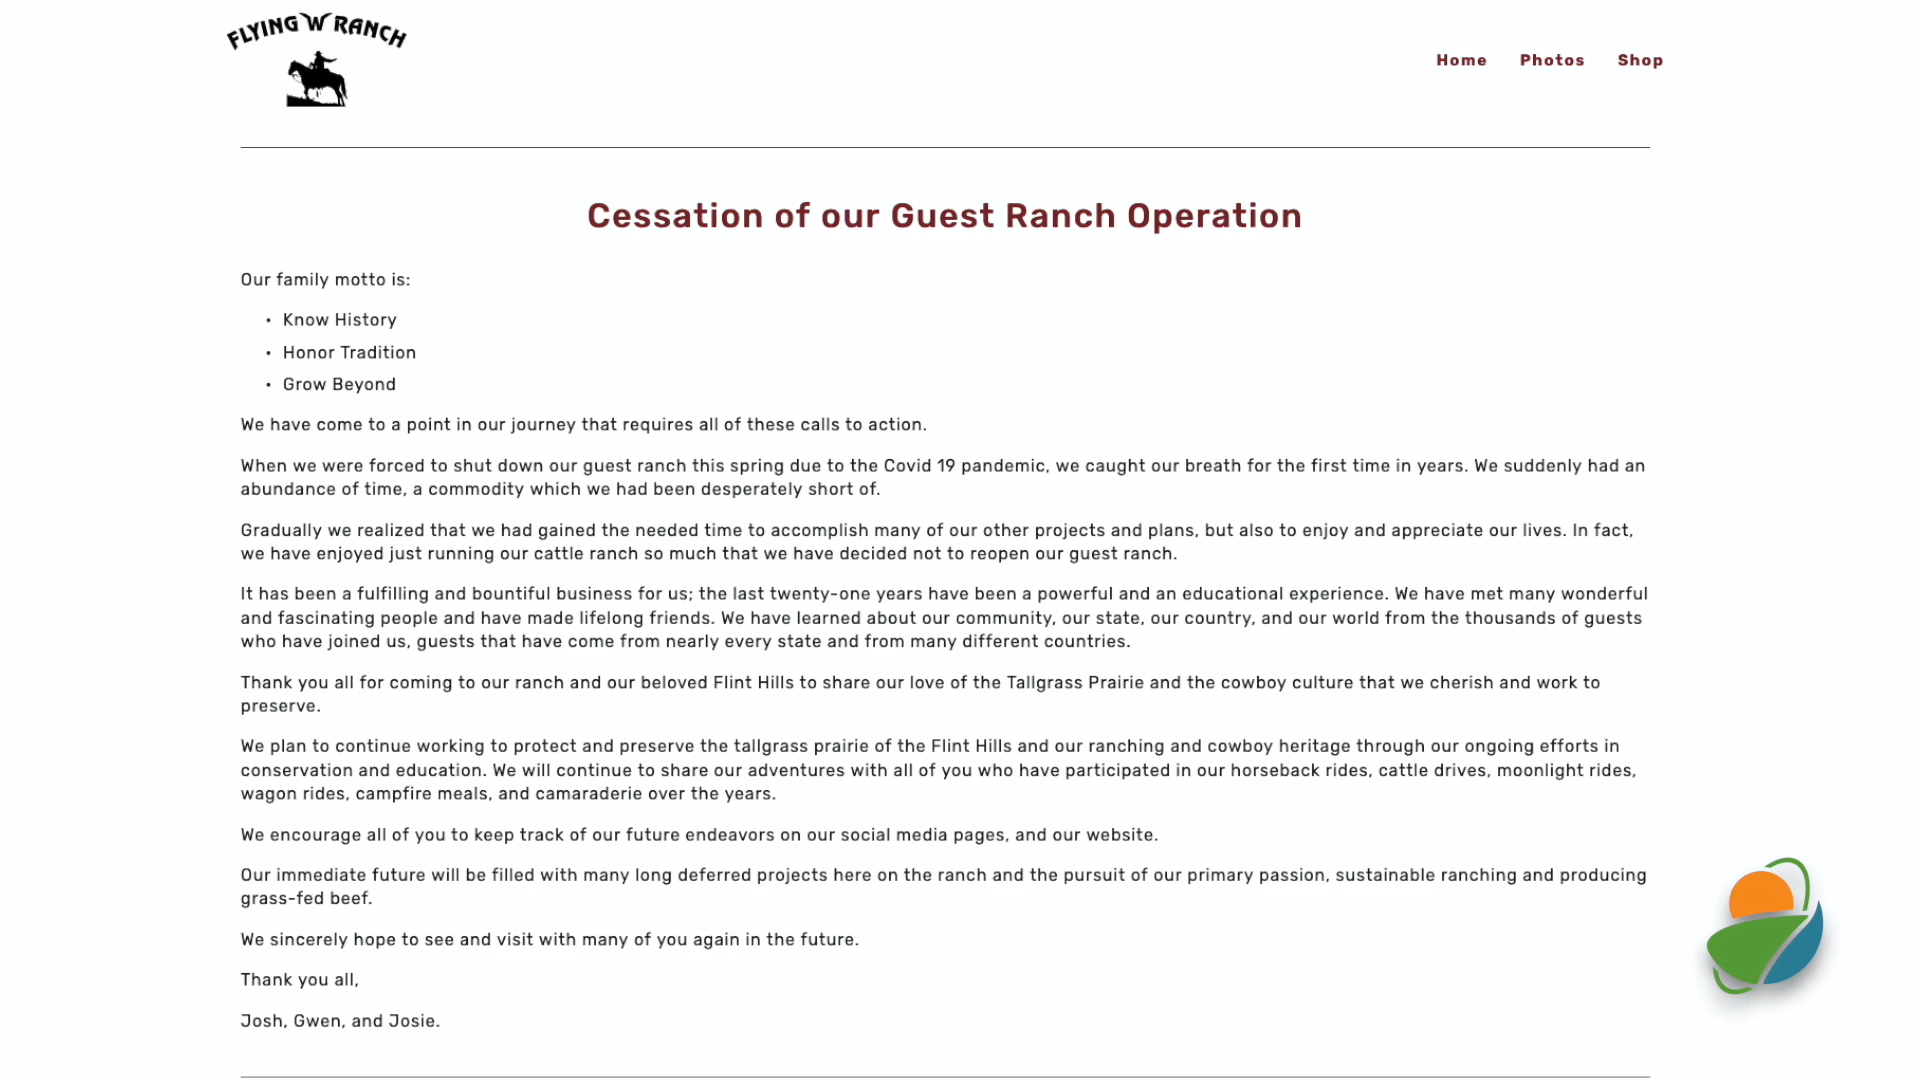 FLYING W RANCH
Home Photos Shop
Cessation of our Guest Ranch Operation
Our family motto is:
• Know History
• Honor Tradition
• Grow Beyond
We have come to a point in our journey that requires all of these calls to action.
When we were forced to shut down our guest ranch this spring due to the Covid 19 pandemic, we caught our breath for the first time in years. We suddenly had an
abundance of time, a commodity which we had been desperately short of.
Gradually we realized that we had gained the needed time to accomplish many of our other projects and plans, but also to enjoy and appreciate our lives. In fact,
we have enjoyed just running our cattle ranch so much that we have decided not to reopen our guest ranch.
It has been a fulfilling and bountiful business for us; the last twenty-one years have been a powerful and an educational experience. We have met many wonderful
and fascinating people and have made lifelong friends. We have learned about our community, our state, our country, and our world from the thousands of guests
who have joined us, guests that have come from nearly every state and from many different countries.
Thank you all for coming to our ranch and our beloved Flint Hills to share our love of the Tallgrass Prairie and the cowboy culture that we cherish and work to
preserve.
We plan to continue working to protect and preserve the tallgrass prairie of the Flint Hills and our ranching and cowboy heritage through our ongoing efforts in
conservation and education. We will continue to share our adventures with all of you who have participated in our horseback rides, cattle drives, moonlight rides,
wagon rides, campfire meals, and camaraderie over the years.
We encourage all of you to keep track of our future endeavors on our social media pages, and our website.
Our immediate future will be filled with many long deferred projects here on the ranch and the pursuit of our primary passion, sustainable ranching and producing
grass-fed beef.
We sincerely hope to see and visit with many of you again in the future.
Thank you all,
Josh, Gwen, and Josie.